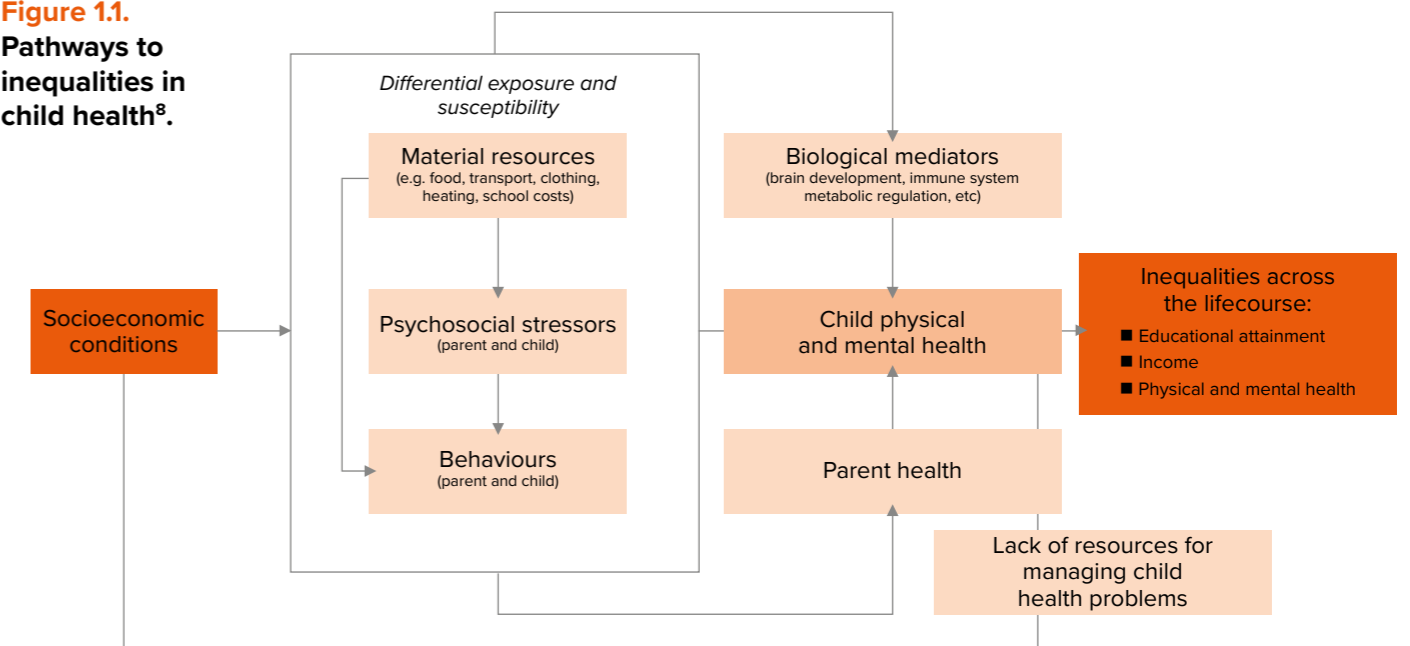 Figure 1.1.
Pathways to
inequalities in
child health⁸.
Differential exposure and
susceptibility
Material resources
(e.g. food, transport, clothing,
heating, school costs)
Biological mediators
(brain development, immune system
metabolic regulation, etc)
Socioeconomic
conditions
Psychosocial stressors
(parent and child)
Child physical
and mental health
Inequalities across
the lifecourse:
■ Educational attainment
■ Income
■ Physical and mental health
Behaviours
(parent and child)
Parent health
Lack of resources for
managing child
health problems